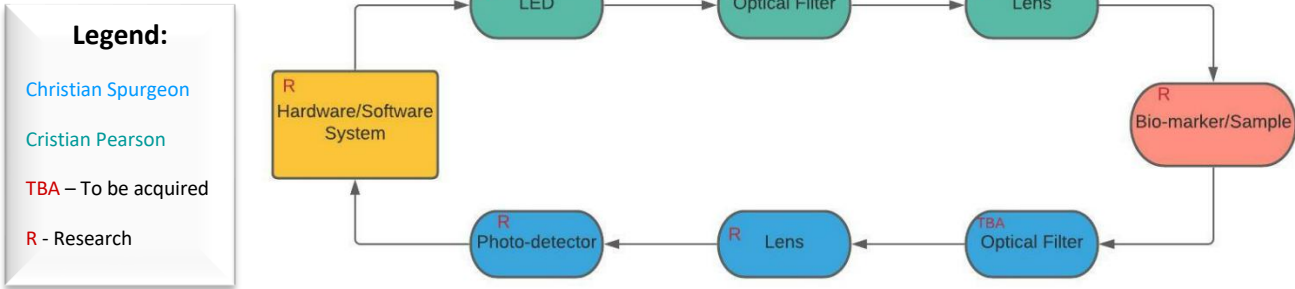 Legend:
Christian Spurgeon
Cristian Pearson
TBA – To be acquired
R - Research
LED
Optical Filter
Lens
R
Hardware/Software
System
R
Bio-marker/Sample
R
Photo-detector
R
Lens
TBA
Optical Filter